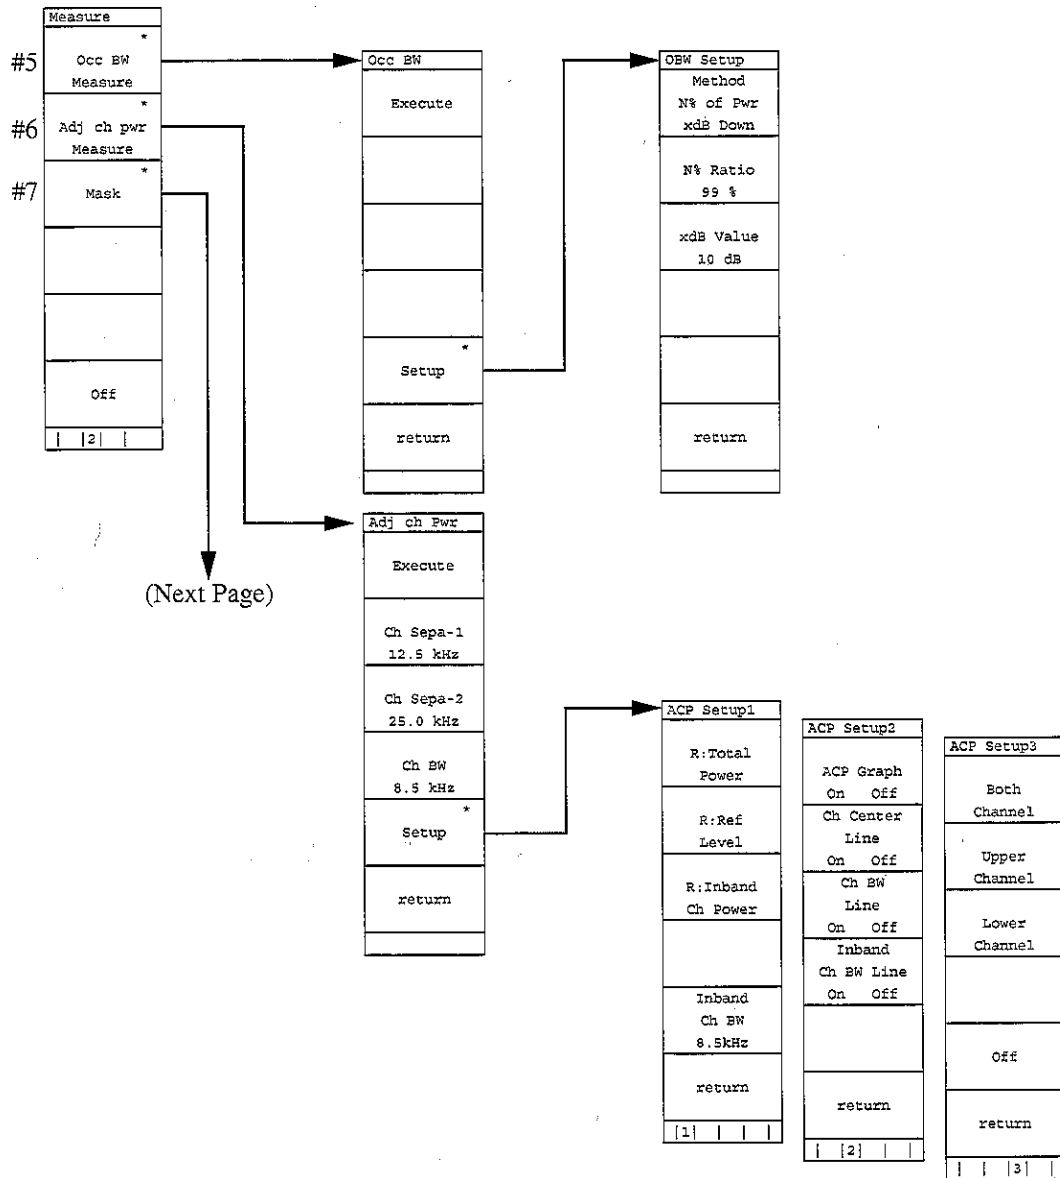 Measure
*
#5
Occ BW
Measure
*
#6
Adj ch pwr
Measure
*
#7
Mask
Off
| |2| |
(Next Page)
Occ BW
Execute
*
Setup
return
OBW Setup
Method
N% of Pwr
xdB Down
N% Ratio
99 %
xdB Value
10 dB
return
Adj ch Pwr
Execute
Ch Sepa-1
12.5 kHz
Ch Sepa-2
25.0 kHz
Ch BW
8.5 kHz
*
Setup
return
ACP Setup1
R:Total
Power
R:Ref
Level
R:Inband
Ch Power
Inband
Ch BW
8.5kHz
return
|1| | | |
ACP Setup2
ACP Graph
On Off
Ch Center
Line
On Off
Ch BW
Line
On Off
Inband
Ch BW Line
On Off
return
| |2| | |
ACP Setup3
Both
Channel
Upper
Channel
Lower
Channel
Off
return
| | |3| |